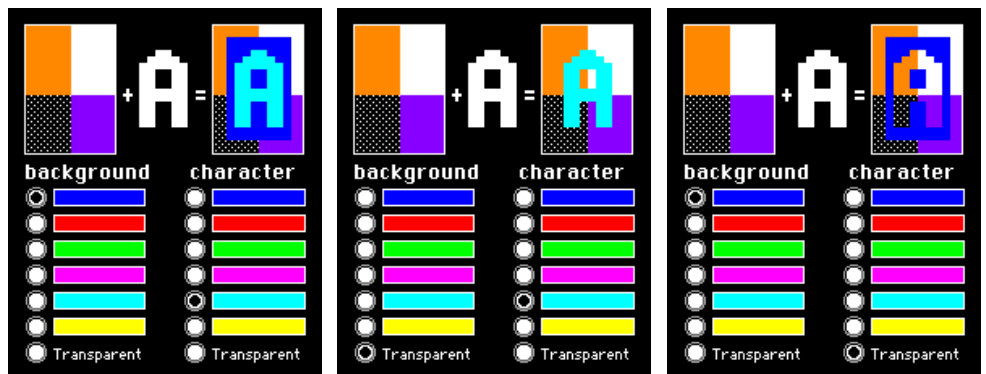 + A = A
background character
Transparent Transparent
+ A = A
background character
Transparent Transparent
+ A = A
background character
Transparent Transparent